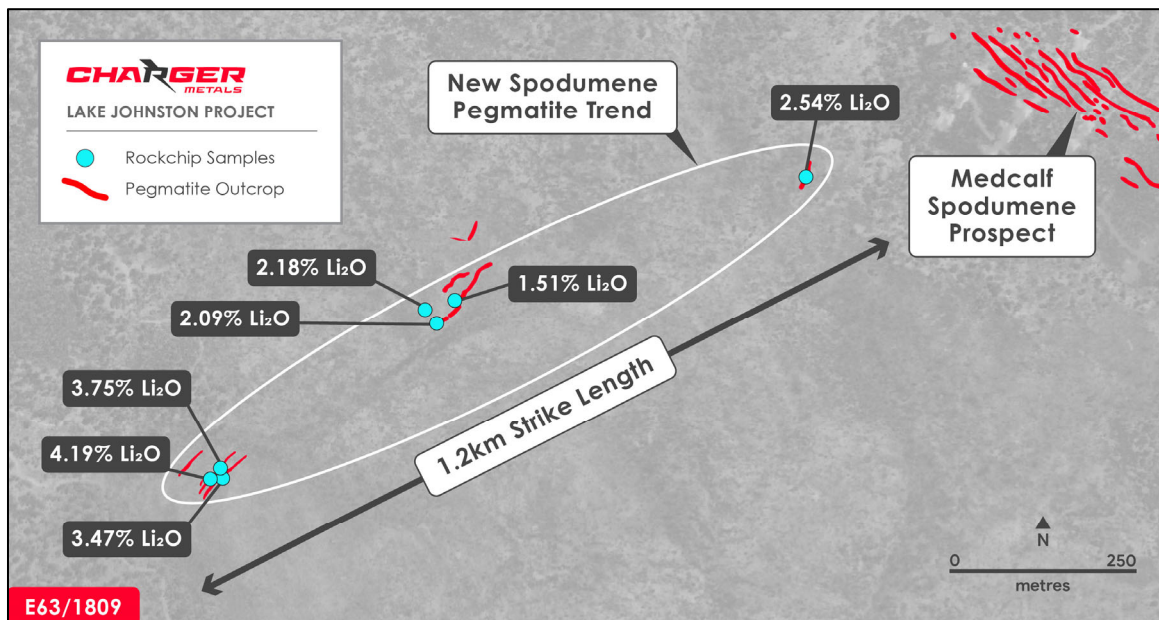 CHARGER
METALS
LAKE JOHNSTON PROJECT
Rockchip Samples
Pegmatite Outcrop
New Spodumene
Pegmatite Trend
2.54% Li₂O
Medcalf
Spodumene
Prospect
2.18% Li₂O
1.51% Li₂O
2.09% Li₂O
3.75% Li₂O
4.19% Li₂O
3.47% Li₂O
1.2km Strike Length
N
0 250
metres
E63/1809